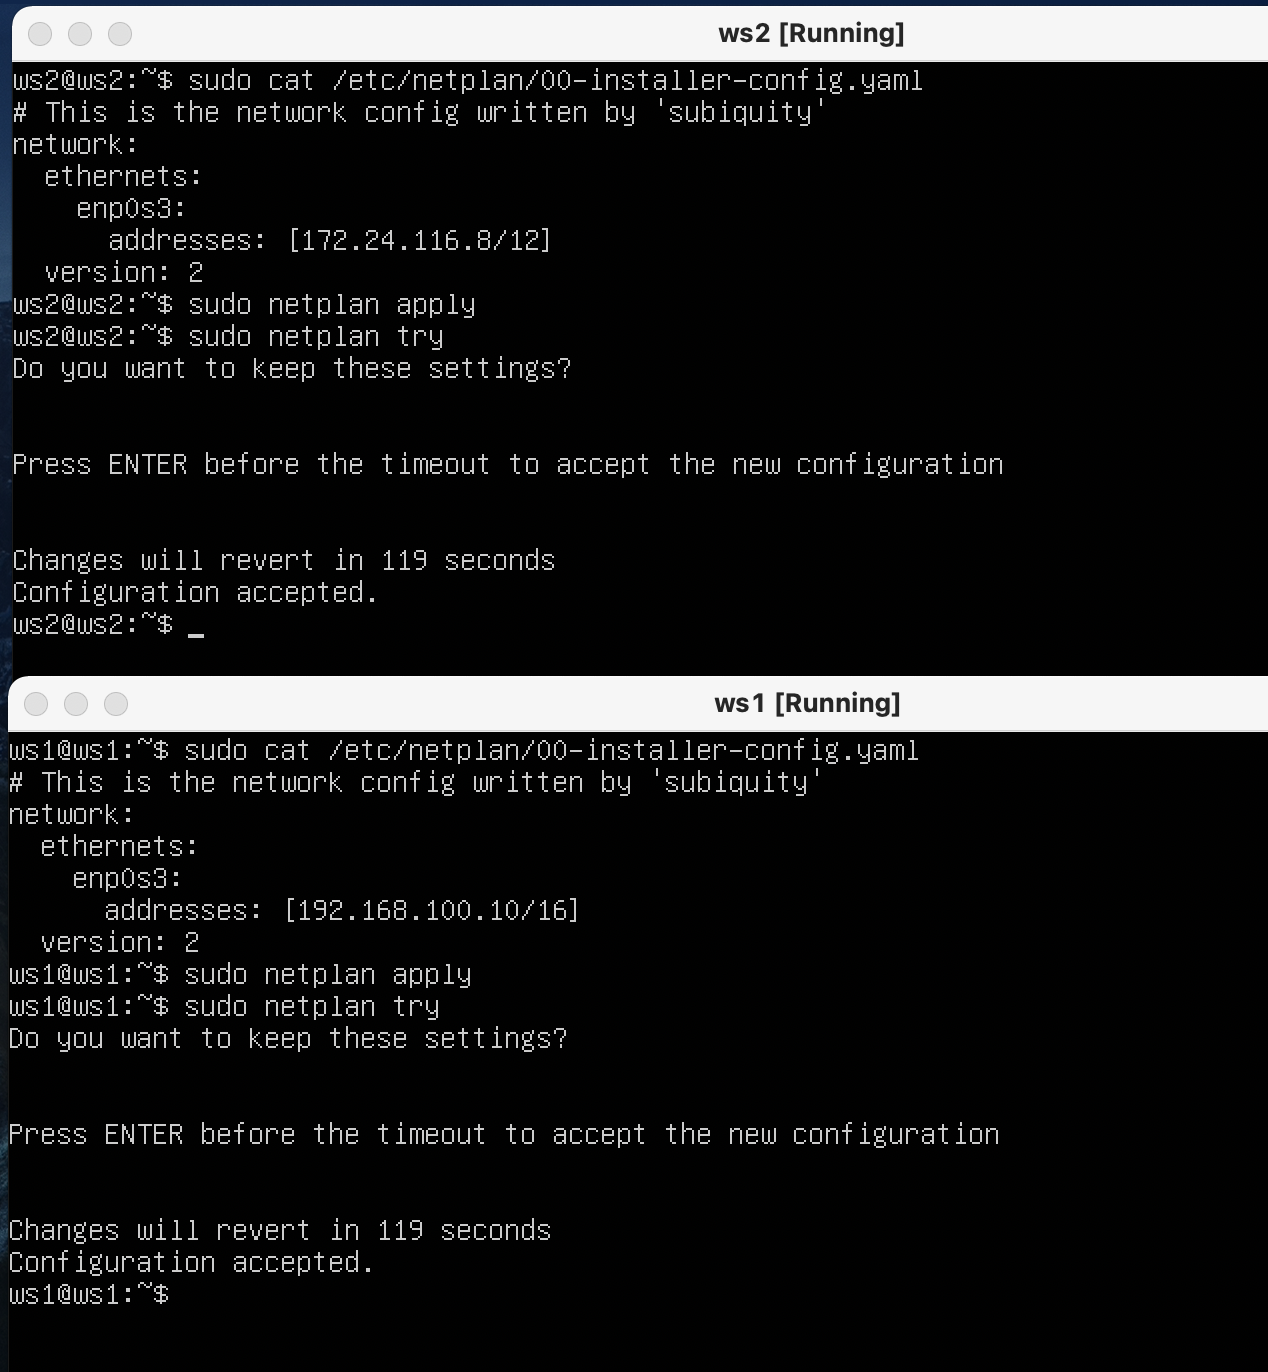 ws2 [Running]
ws2@ws2:~$ sudo cat /etc/netplan/00-installer-config.yaml
# This is the network config written by 'subiquity'
network:
  ethernets:
    enp0s3:
      addresses: [172.24.116.8/12]
  version: 2
ws2@ws2:~$ sudo netplan apply
ws2@ws2:~$ sudo netplan try
Do you want to keep these settings?
Press ENTER before the timeout to accept the new configuration
Changes will revert in 119 seconds
Configuration accepted.
ws2@ws2:~$ _
ws1 [Running]
ws1@ws1:~$ sudo cat /etc/netplan/00-installer-config.yaml
# This is the network config written by 'subiquity'
network:
  ethernets:
    enp0s3:
      addresses: [192.168.100.10/16]
  version: 2
ws1@ws1:~$ sudo netplan apply
ws1@ws1:~$ sudo netplan try
Do you want to keep these settings?
Press ENTER before the timeout to accept the new configuration
Changes will revert in 119 seconds
Configuration accepted.
ws1@ws1:~$